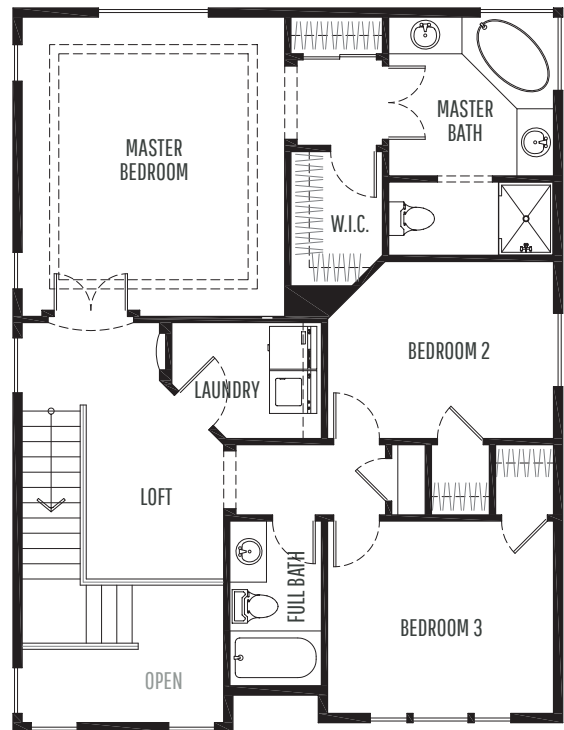 MASTER
BEDROOM
MASTER
BATH
W.I.C.
BEDROOM 2
LAUNDRY
LOFT
FULL BATH
BEDROOM 3
OPEN